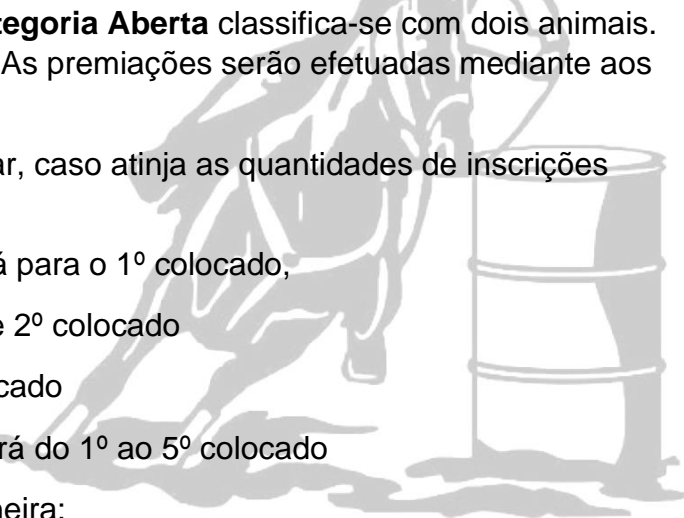 tegoria Aberta classifica-se com dois animais.
As premiações serão efetuadas mediante aos
ar, caso atinja as quantidades de inscrições
á para o 1º colocado,
e 2º colocado
cado
rá do 1º ao 5º colocado
neira: